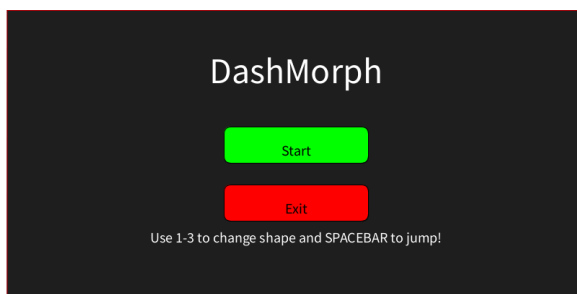 DashMorph
Start
Exit
Use 1-3 to change shape and SPACEBAR to jump!